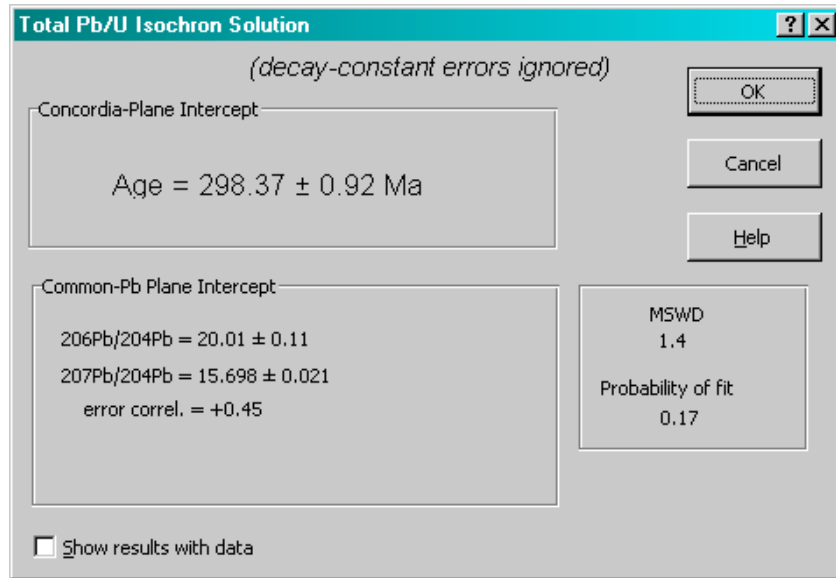 Total Pb/U Isochron Solution
(decay-constant errors ignored)
OK
Cancel
Help
Concordia-Plane Intercept
Age = 298.37 ± 0.92 Ma
Common-Pb Plane Intercept
206Pb/204Pb = 20.01 ± 0.11
207Pb/204Pb = 15.698 ± 0.021
error correl. = +0.45
MSWD
1.4
Probability of fit
0.17
Show results with data